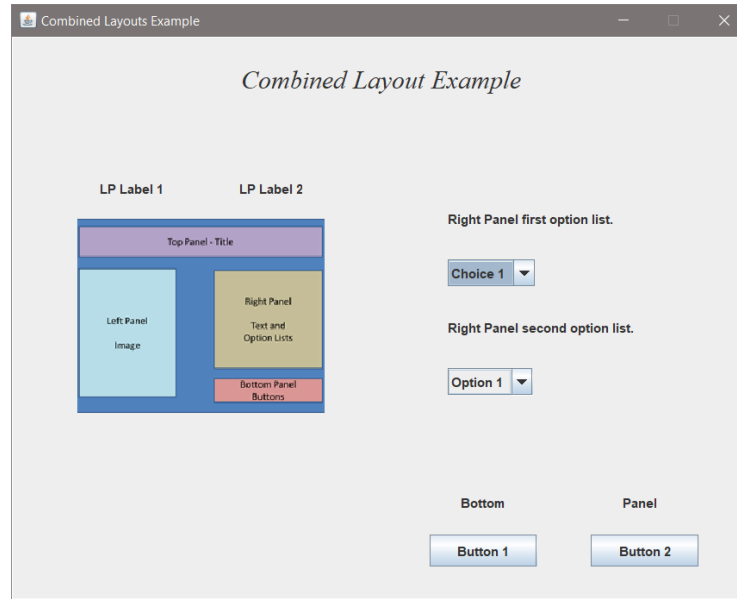 Combined Layouts Example
Combined Layout Example
LP Label 1
LP Label 2
Top Panel - Title
Left Panel
Image
Right Panel
Text and
Option Lists
Bottom Panel
Buttons
Right Panel first option list.
Choice 1
Right Panel second option list.
Option 1
Bottom
Panel
Button 1
Button 2